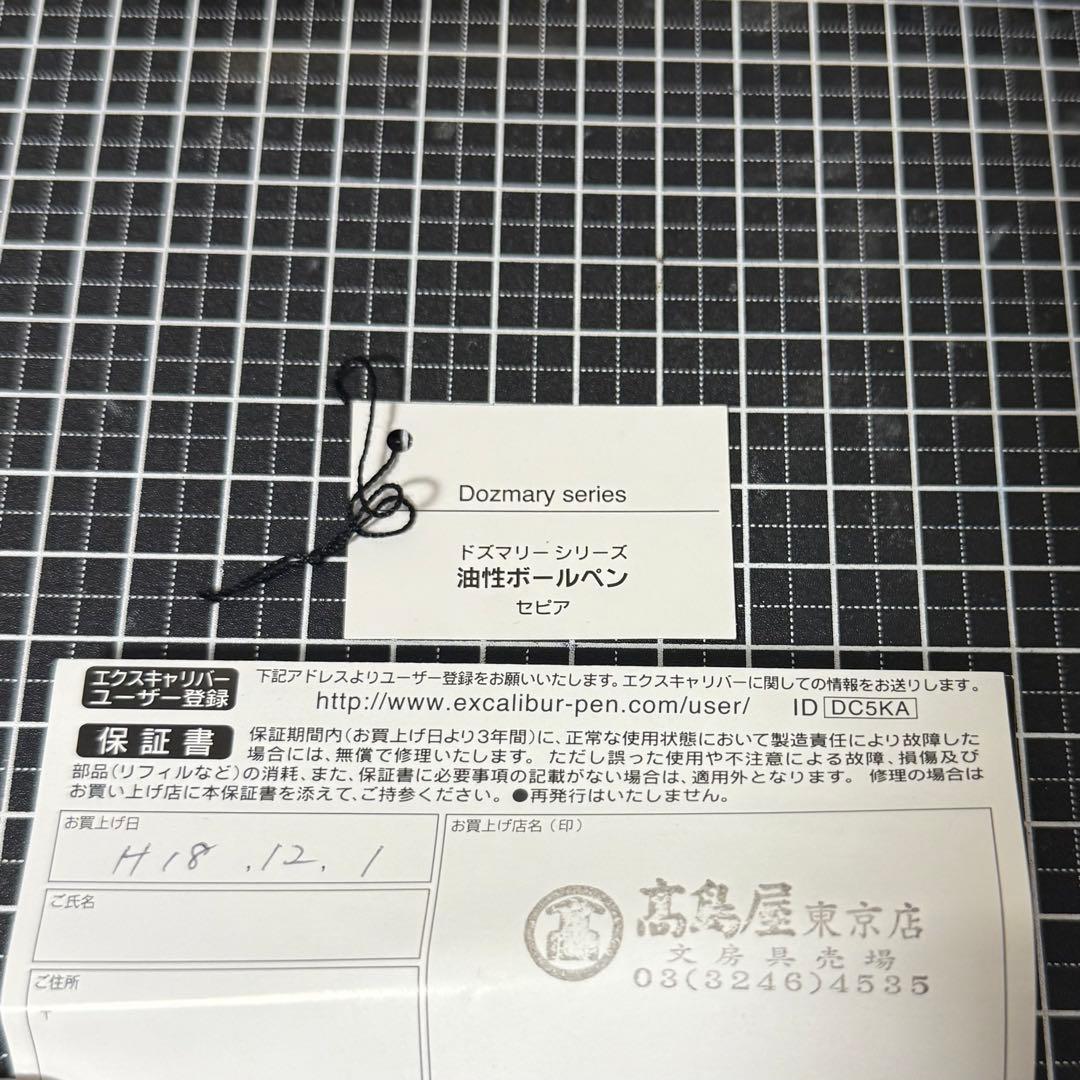 Dozmary series
ドズマリー シリーズ
油性ボールペン
セピア
エクスキャリバー
ユーザー登録
下記アドレスよりユーザー登録をお願いいたします。エクスキャリバーに関しての情報をお送りします。
http://www.excalibur-pen.com/user/ ID DC5KA
保証書
保証期間内(お買上げ日より3年間)に、正常な使用状態において製造責任により故障した
場合には、無償で修理いたします。ただし誤った使用や不注意による故障、損傷及び
部品(リフィルなど)の消耗、また、保証書に必要事項の記載がない場合は、適用外となります。 修理の場合は
お買い上げ店に本保証書を添えて、ご持参ください。●再発行はいたしません。
お買上げ日
H18.12.1
ご氏名
ご住所
〒
お買上げ店名(印)
髙島屋東京店
文房具売場
03(3246)4535